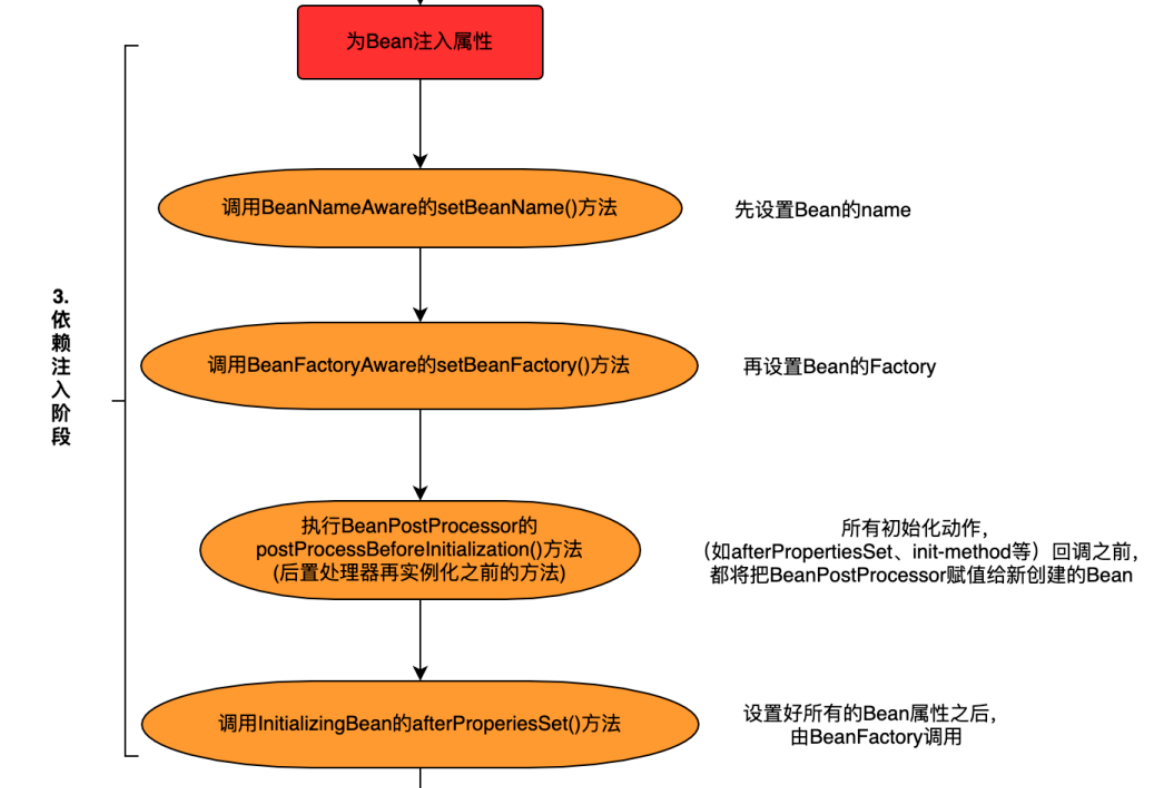 为Bean注入属性
调用BeanNameAware的setBeanName()方法
先设置Bean的name
3.
依
赖
注
入
阶
段
调用BeanFactoryAware的setBeanFactory()方法
再设置Bean的Factory
执行BeanPostProcessor的
postProcessBeforeInitialization()方法
(后置处理器再实例化之前的方法)
所有初始化动作，
（如afterPropertiesSet、init-method等）回调之前，
都将把BeanPostProcessor赋值给新创建的Bean
调用InitializingBean的afterProperiesSet()方法
设置好所有的Bean属性之后，
由BeanFactory调用